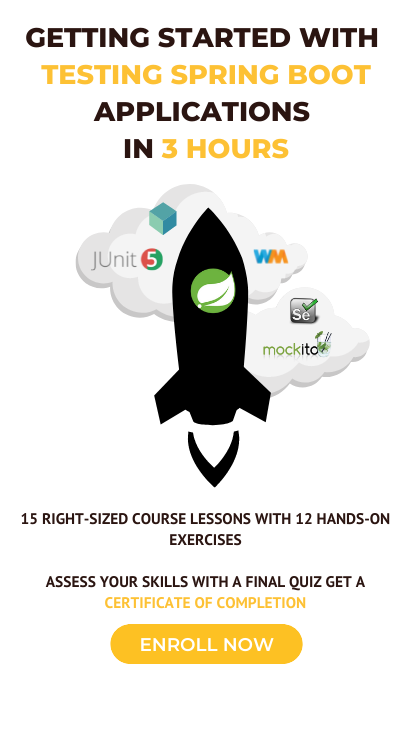 GETTING STARTED WITH
TESTING SPRING BOOT
APPLICATIONS
IN 3 HOURS
JUnit 5
WM
Se
mockito
15 RIGHT-SIZED COURSE LESSONS WITH 12 HANDS-ON
EXERCISES
ASSESS YOUR SKILLS WITH A FINAL QUIZ GET A
CERTIFICATE OF COMPLETION
ENROLL NOW